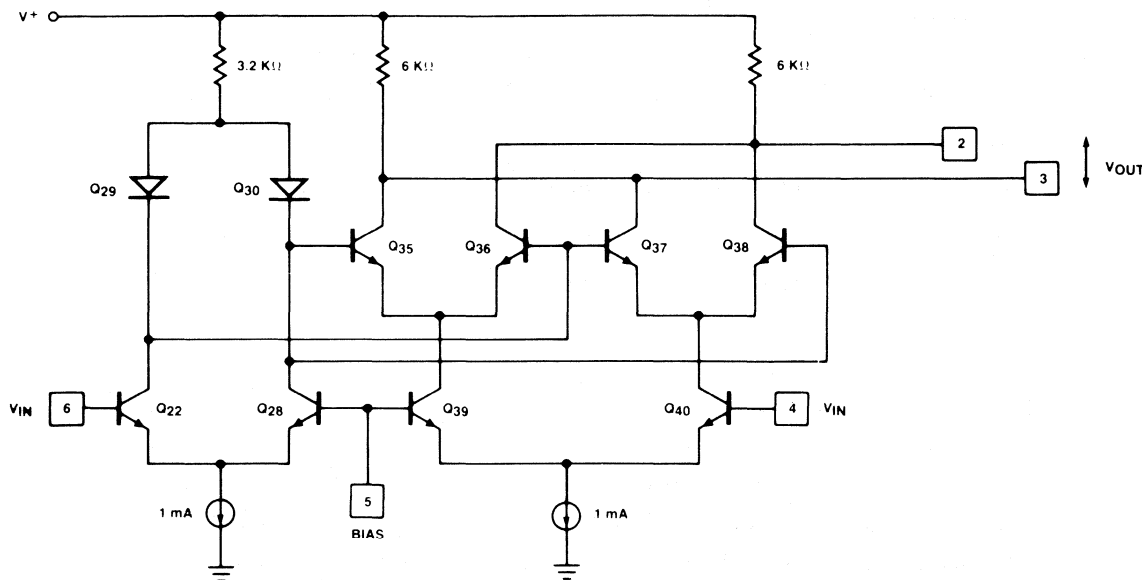 V+
3.2 KΩ
6 KΩ
6 KΩ
2
3
VOUT
Q29
Q30
Q35
Q36
Q37
Q38
VIN
6
Q22
Q28
Q39
Q40
4
VIN
1 mA
5
BIAS
1 mA